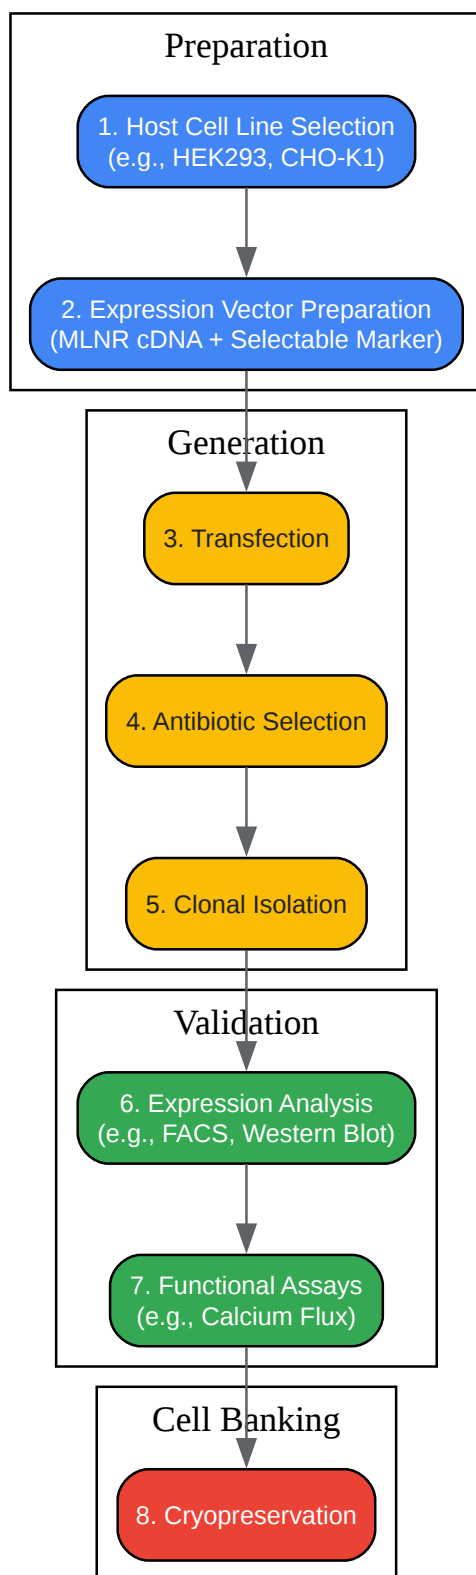 Preparation
1. Host Cell Line Selection
(e.g., HEK293, CHO-K1)
2. Expression Vector Preparation
(MLNR cDNA + Selectable Marker)
Generation
3. Transfection
4. Antibiotic Selection
5. Clonal Isolation
Validation
6. Expression Analysis
(e.g., FACS, Western Blot)
7. Functional Assays
(e.g., Calcium Flux)
Cell Banking
8. Cryopreservation